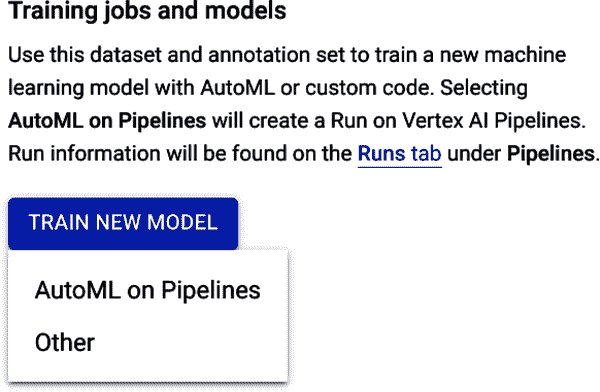 Training jobs and models
Use this dataset and annotation set to train a new machine
learning model with AutoML or custom code. Selecting
AutoML on Pipelines will create a Run on Vertex AI Pipelines.
Run information will be found on the Runs tab under Pipelines.
TRAIN NEW MODEL
AutoML on Pipelines
Other